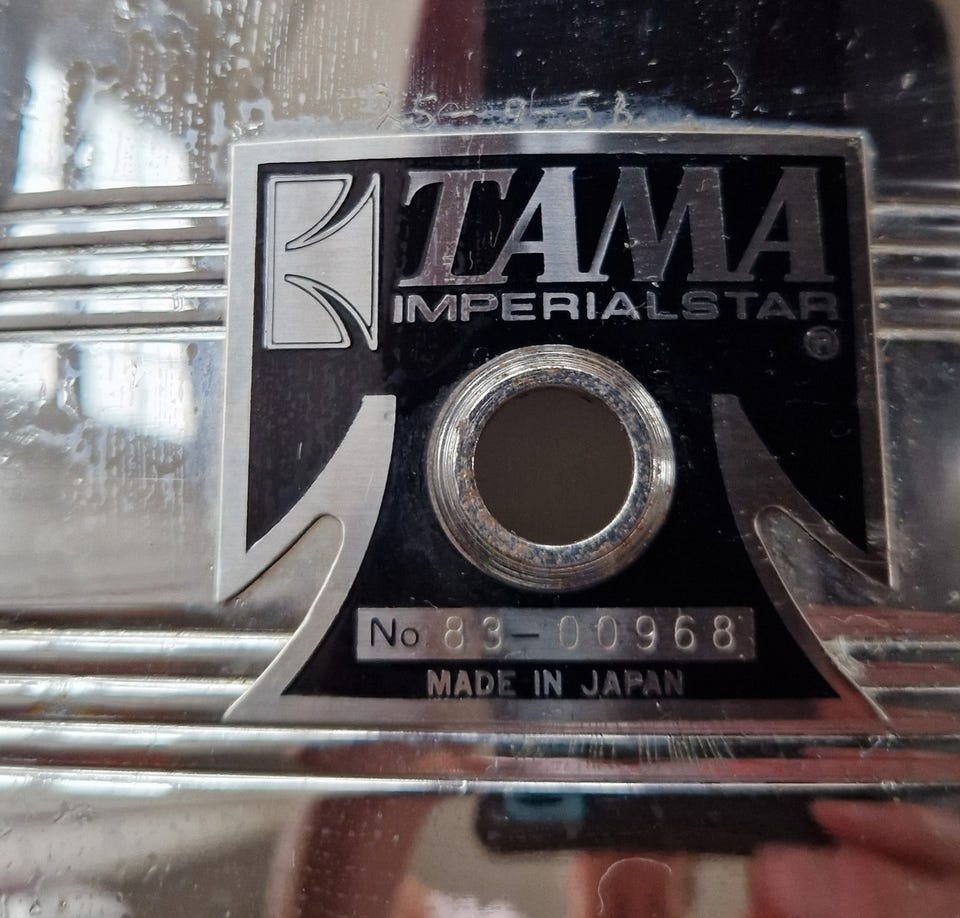 TAMA
IMPERIALSTAR
®
No. 83-00968
MADE IN JAPAN